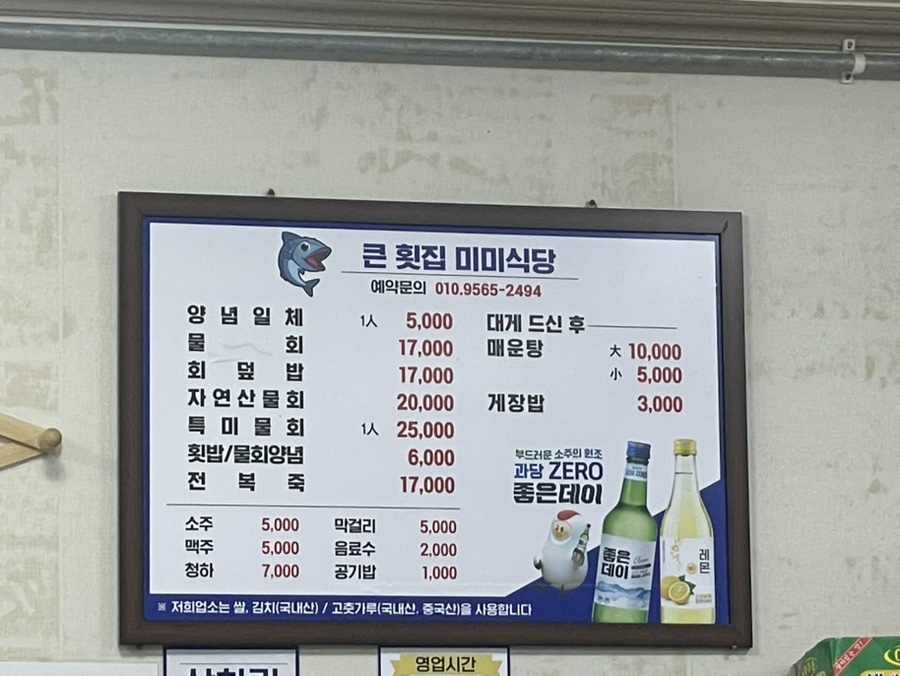 큰 횟집 미미식당
예약문의 010.9565-2494
양념일체 1人 5,000
물회 17,000
회덮밥 17,000
자연산물회 20,000
특미물회 1人 25,000
횟밥/물회양념 6,000
전복죽 17,000
대게 드신 후
매운탕 大 10,000
小 5,000
게장밥 3,000
소주 5,000 막걸리 5,000
맥주 5,000 음료수 2,000
청하 7,000 공기밥 1,000
부드러운 소주의 원조
과당 ZERO
좋은데이
좋은
데이
레
몬
※ 저희업소는 쌀, 김치(국내산) / 고춧가루(국내산, 중국산)을 사용합니다
영업시간